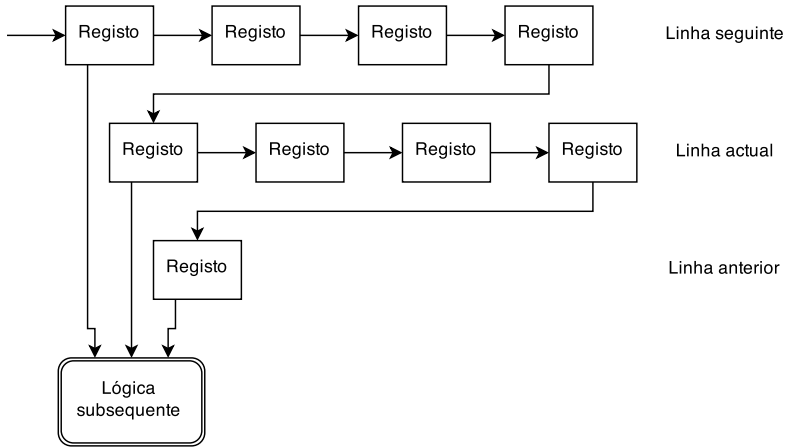 Registo Registo Registo Registo Linha seguinte
Registo Registo Registo Registo Linha actual
Registo Linha anterior
Lógica
subsequente